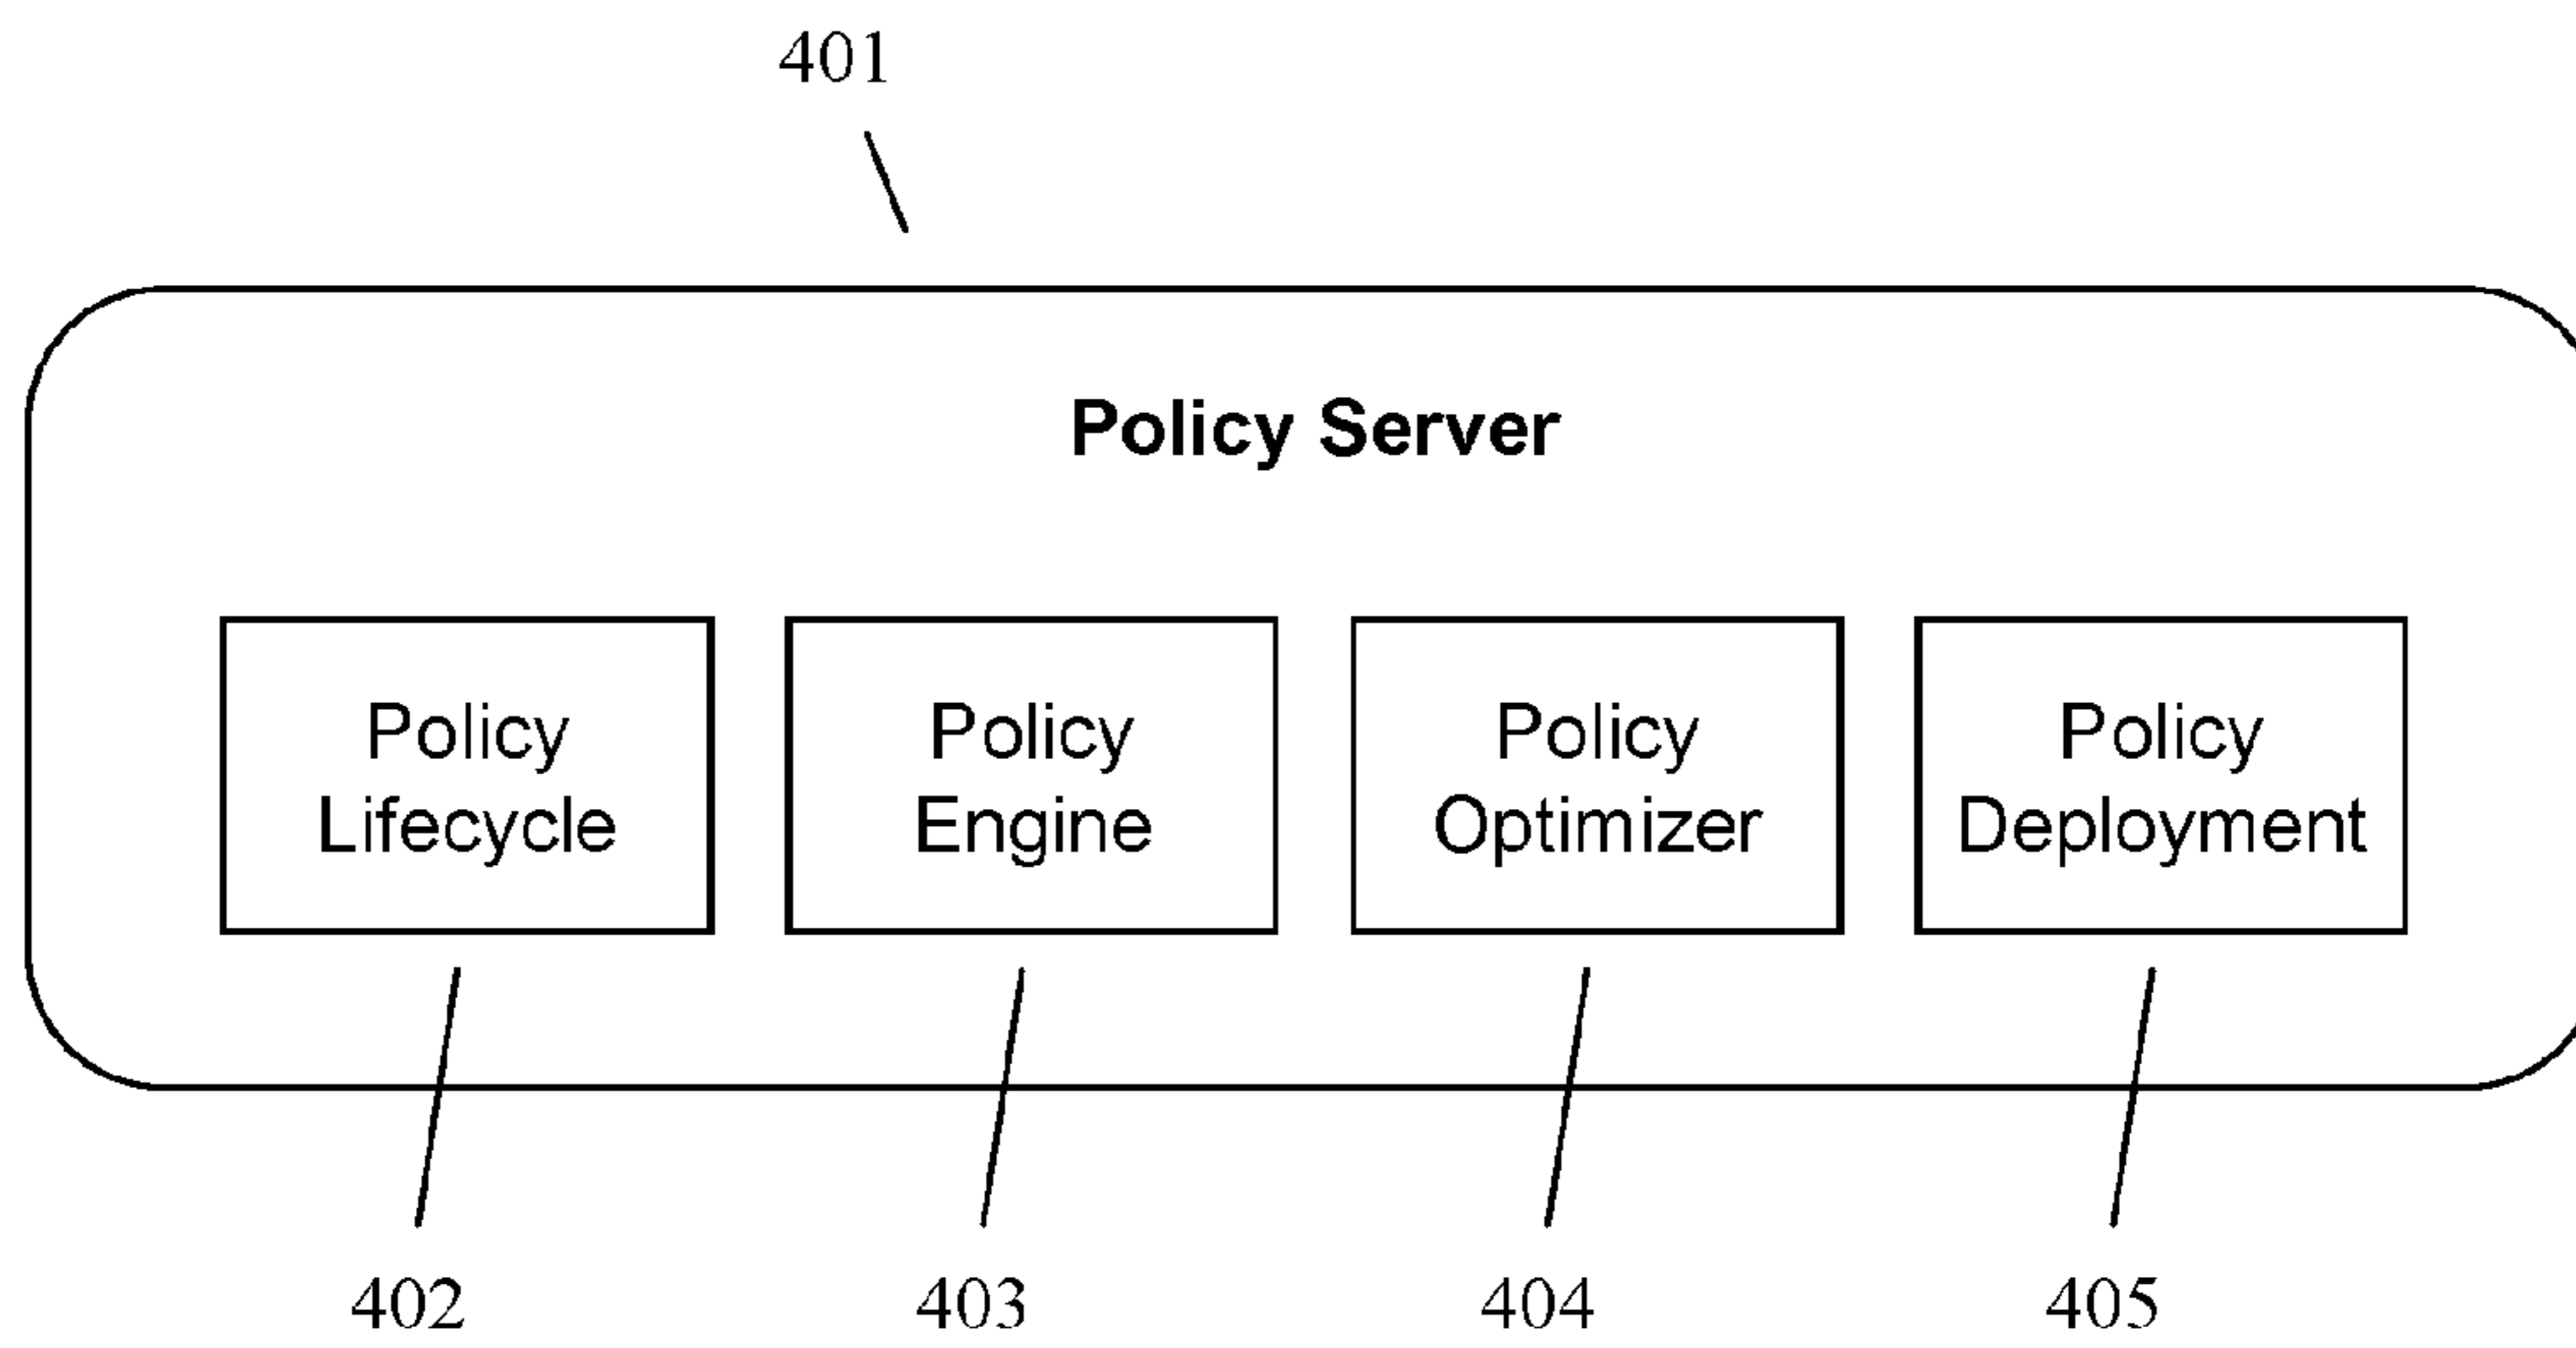 401
Policy Server
Policy
Lifecycle
Policy
Engine
Policy
Optimizer
Policy
Deployment
402
403
404
405